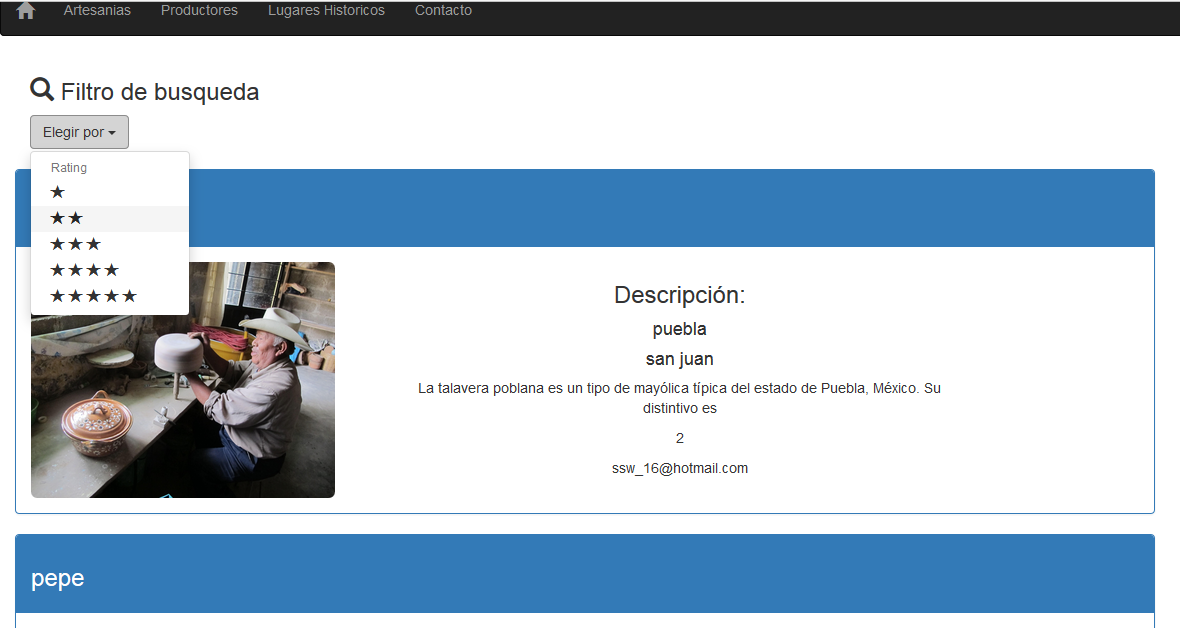 Artesanias Productores Lugares Historicos Contacto
Filtro de busqueda
Elegir por
Rating
★
★★
★★★
★★★★
★★★★★
Descripción:
puebla
san juan
La talavera poblana es un tipo de mayólica típica del estado de Puebla, México. Su
distintivo es
2
ssw_16@hotmail.com
pepe